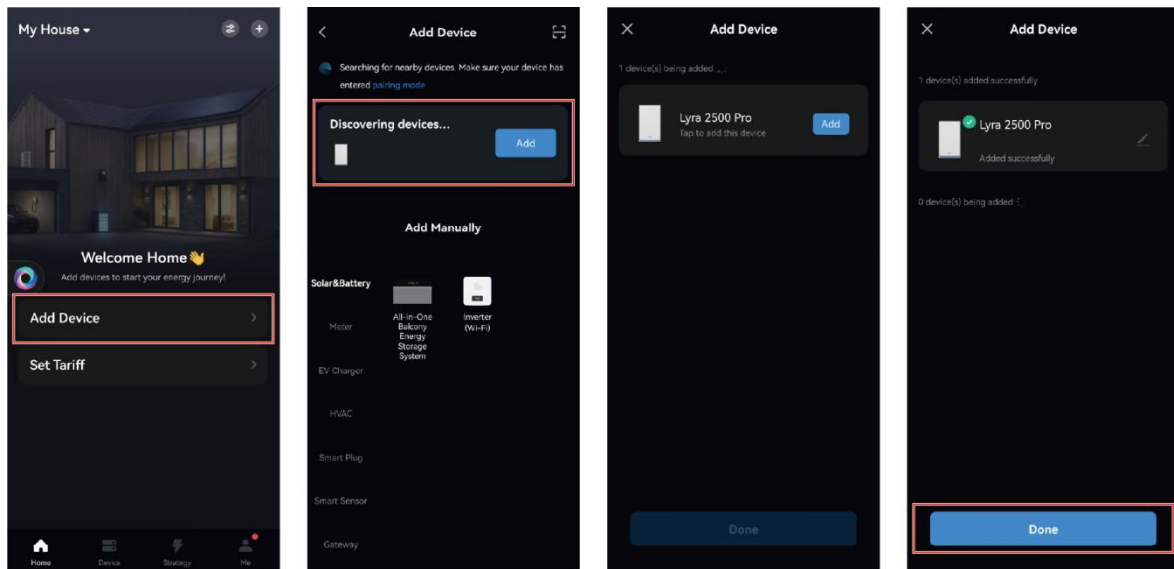 My House
Welcome Home👋
Add devices to start your energy journey!
Add Device
Set Tariff
Home
Device
Strategy
Me
Add Device
Searching for nearby devices. Make sure your device has
entered pairing mode
Discovering devices...
Add
Add Manually
Solar&Battery
Meter
EV Charger
HVAC
Smart Plug
Smart Sensor
Gateway
All-In-One
Balcony
Energy
Storage
System
Inverter
(Wi-Fi)
Add Device
1 device(s) being added
Lyra 2500 Pro
Tap to add this device
Add
Done
Add Device
1 device(s) added successfully
Lyra 2500 Pro
Added successfully
0 device(s) being added
Done